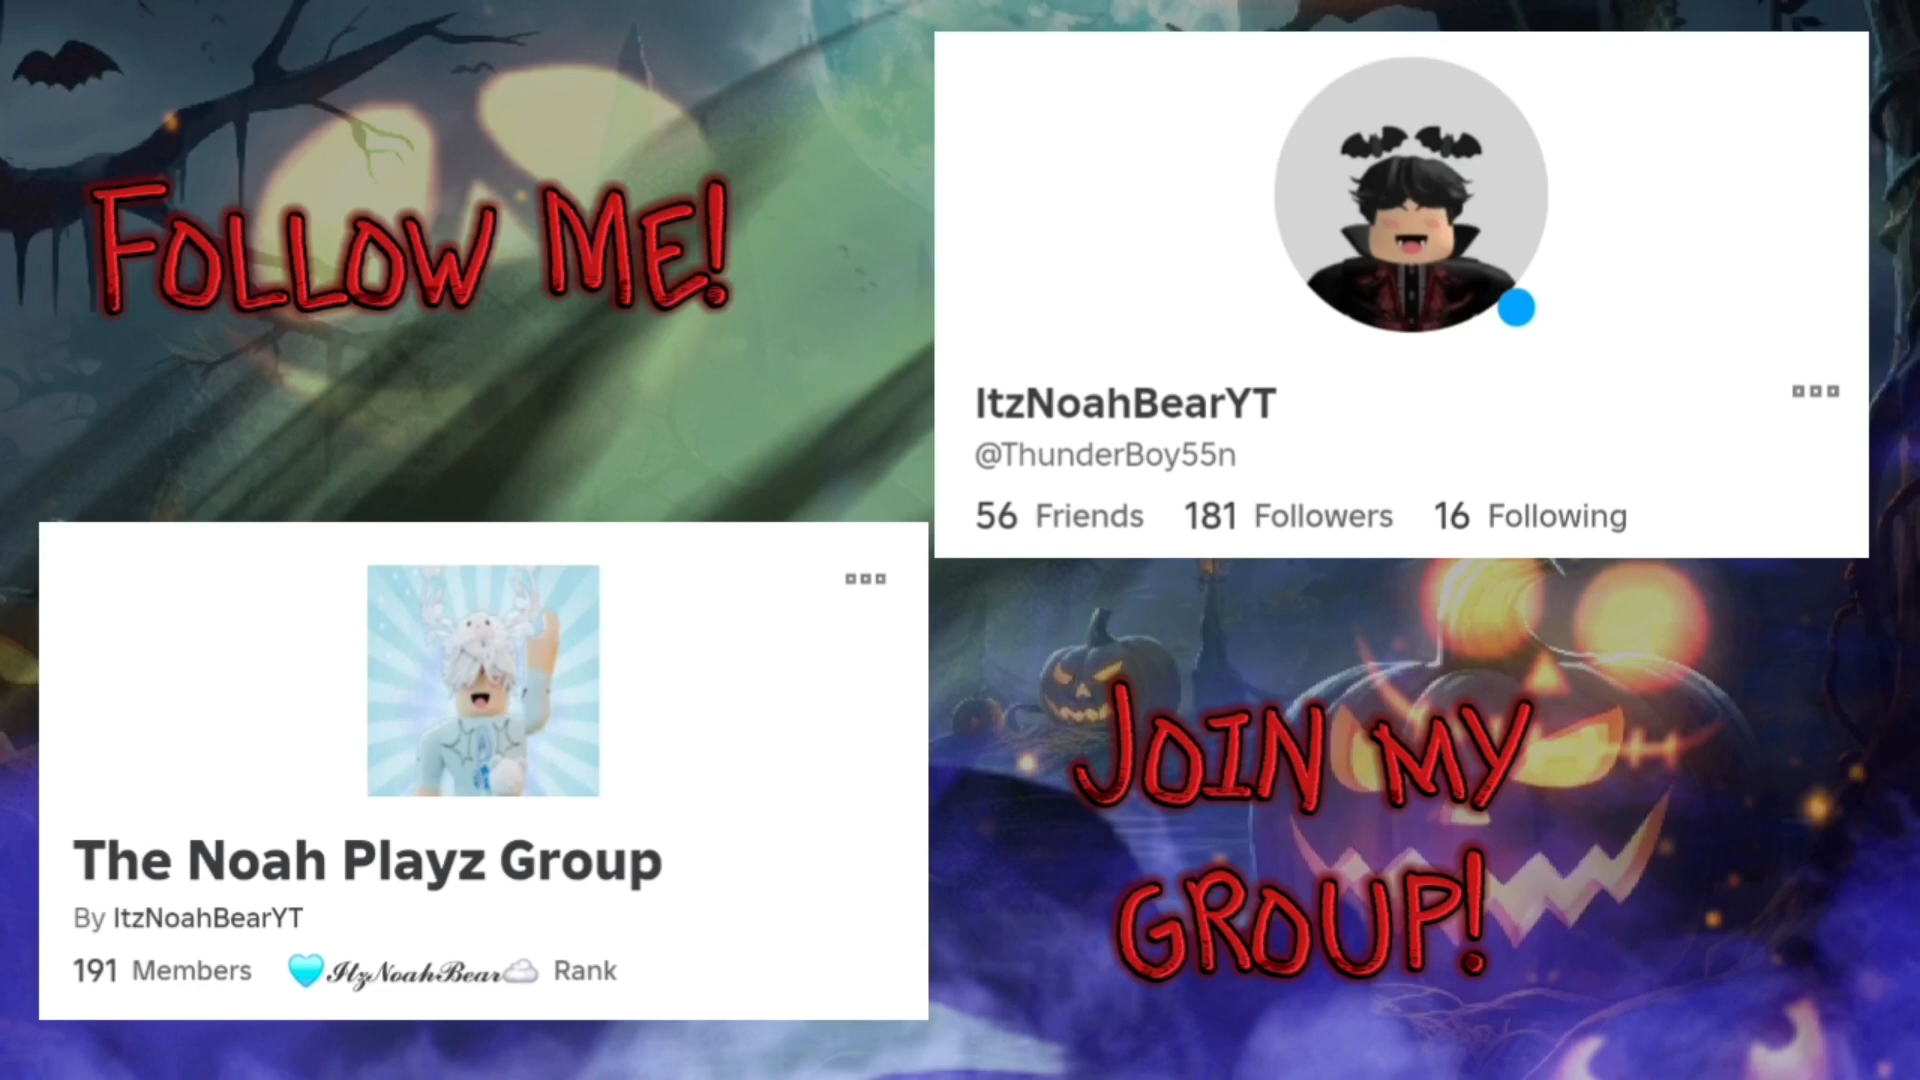 Follow Me!
ItzNoahBearYT
@ThunderBoy55n
56 Friends 181 Followers 16 Following
The Noah Playz Group
By ItzNoahBearYT
191 Members 🩵𝓘𝓽𝔃𝓝𝓸𝓪𝓱𝓑𝓮𝓪𝓻☁️ Rank
Join my
group!